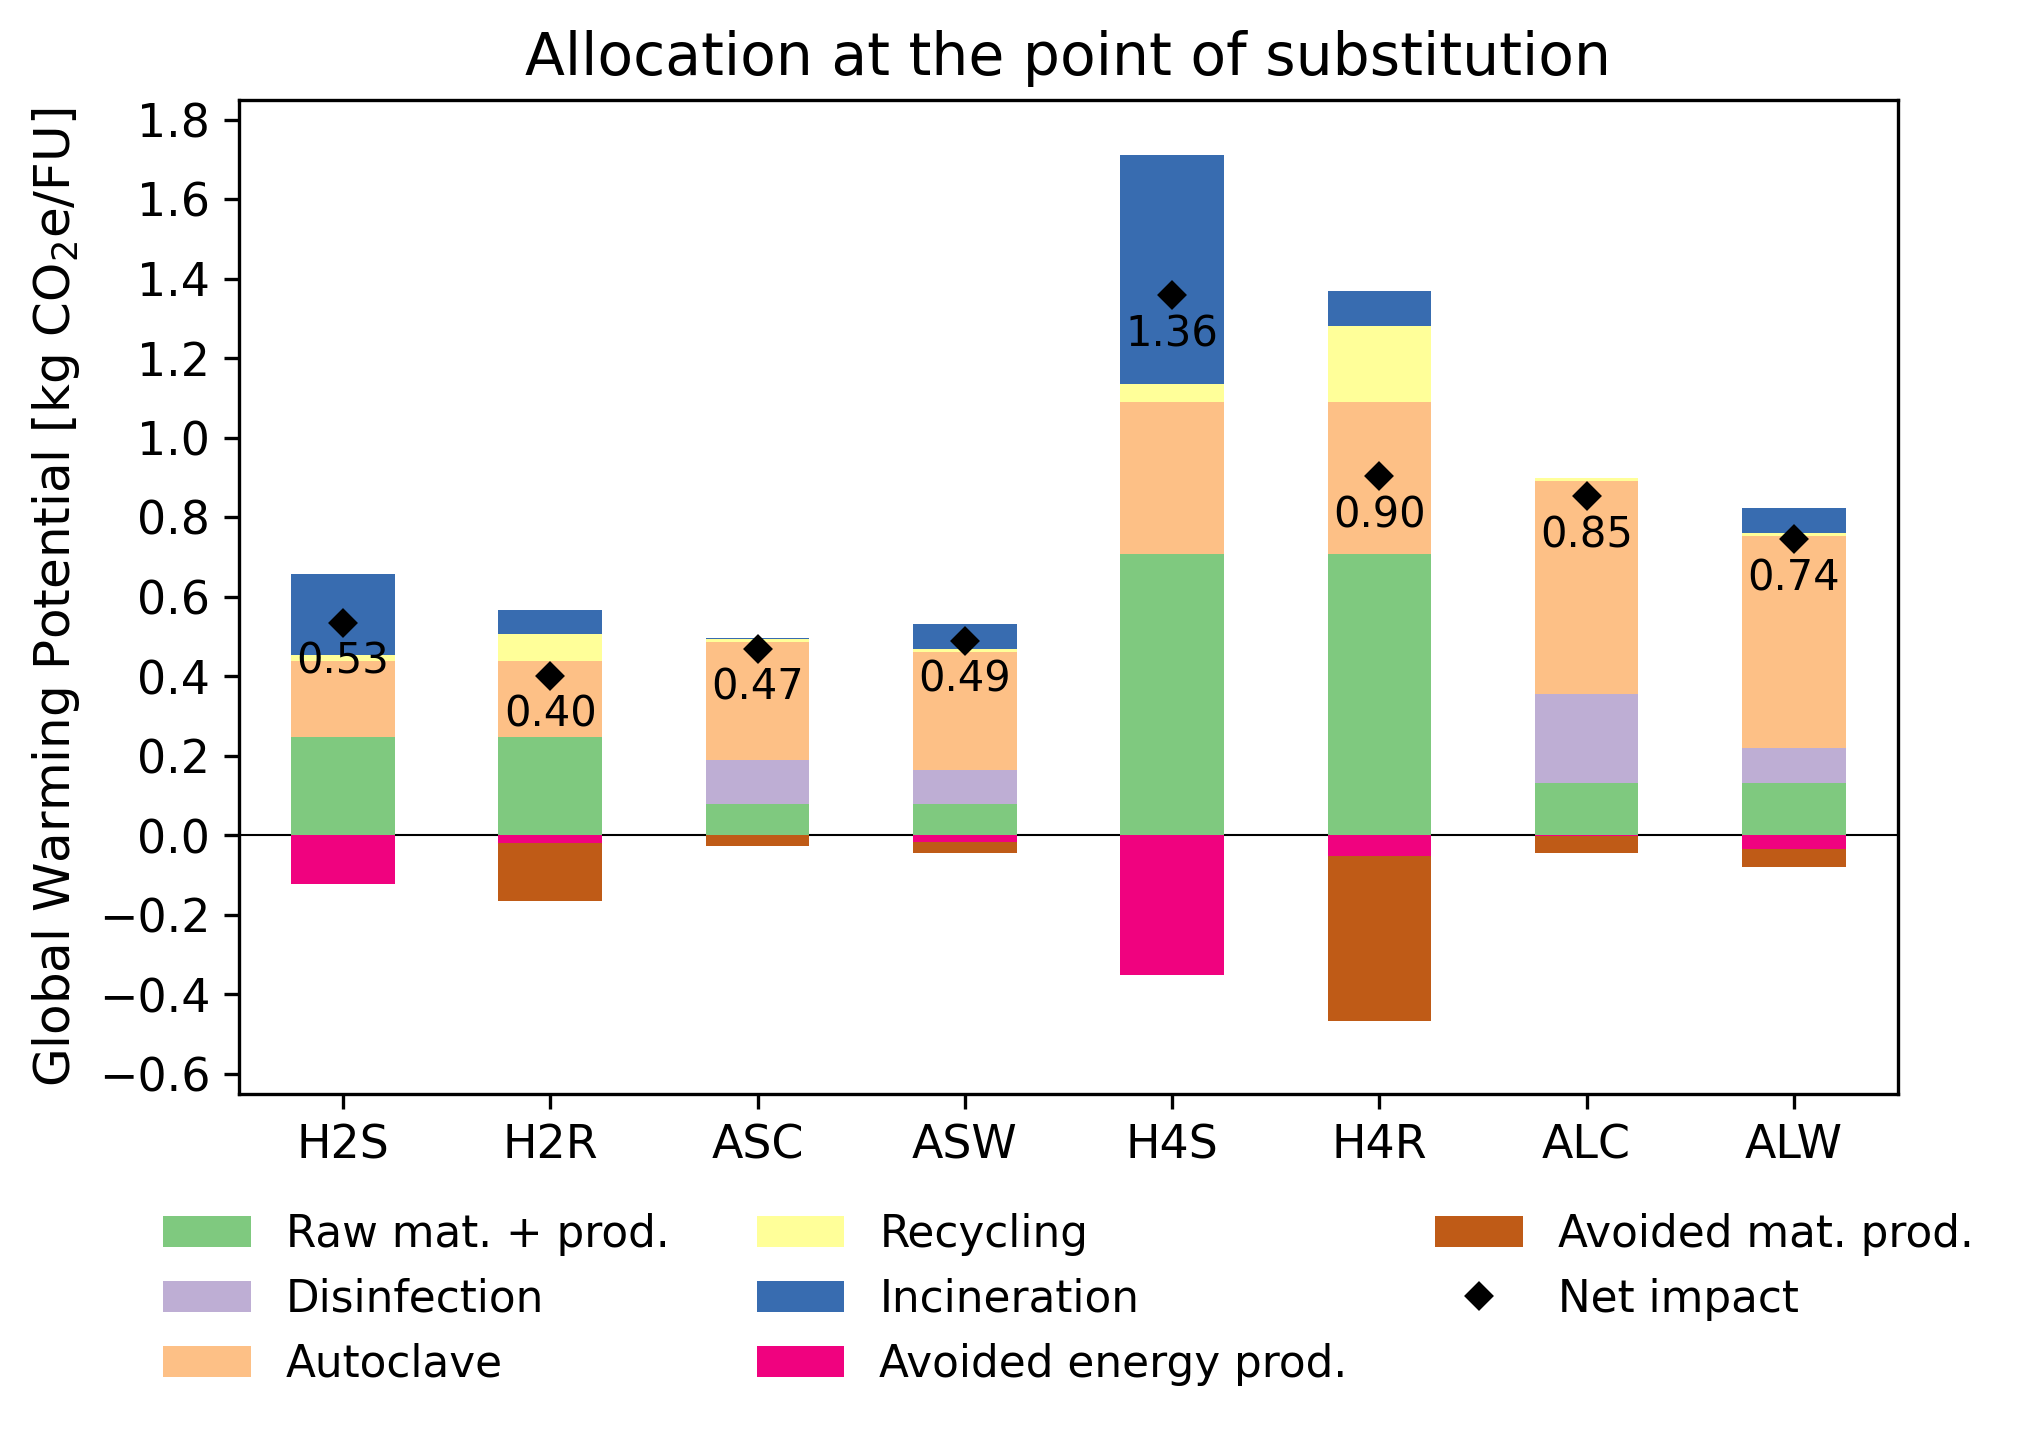 Allocation at the point of substitution
Global Warming Potential [kg CO₂e/FU]
1.8
1.6
1.4
1.2
1.0
0.8
0.6
0.4
0.2
0.0
−0.2
−0.4
−0.6
0.53
0.40
0.47
0.49
1.36
0.90
0.85
0.74
H2S H2R ASC ASW H4S H4R ALC ALW
Raw mat. + prod.
Disinfection
Autoclave
Recycling
Incineration
Avoided energy prod.
Avoided mat. prod.
Net impact